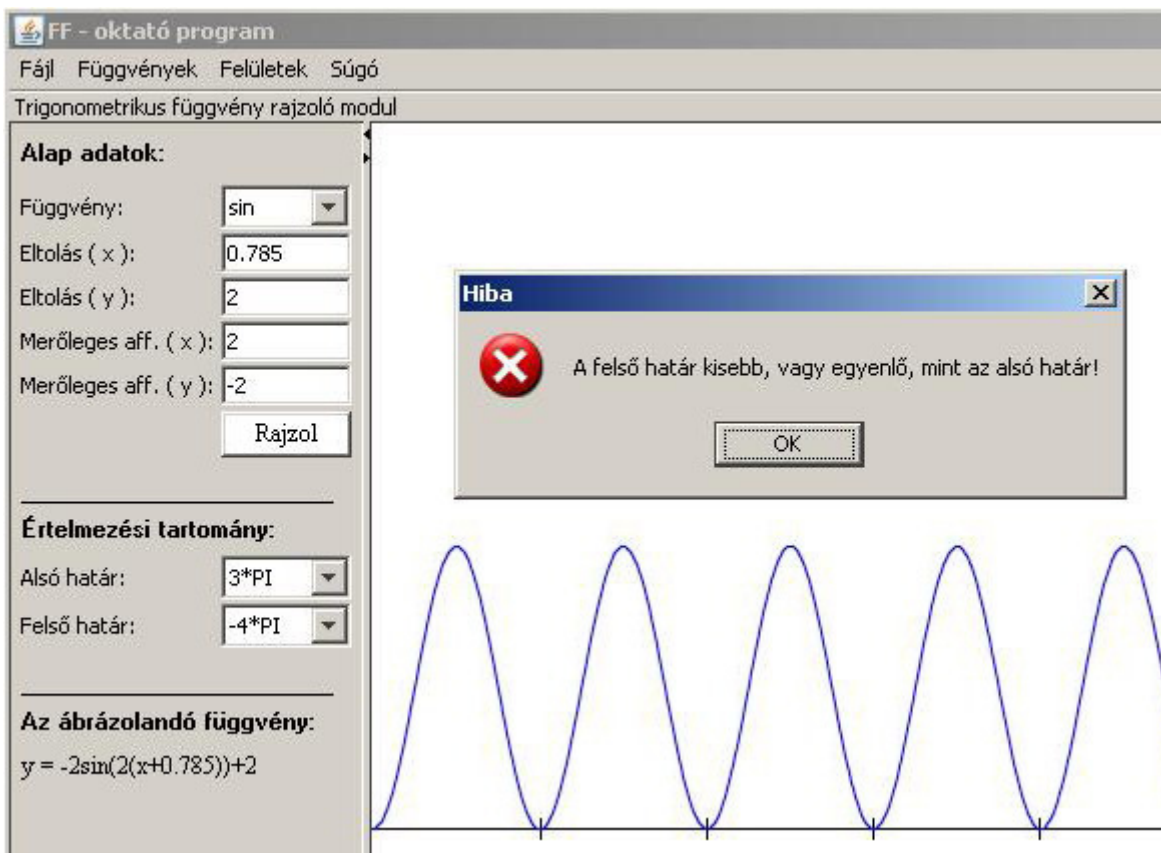 FF - oktató program
Fájl Függvények Felületek Súgó
Trigonometrikus függvény rajzoló modul
Alap adatok:
Függvény: sin
Eltolás ( x ): 0.785
Eltolás ( y ): 2
Merőleges aff. ( x ): 2
Merőleges aff. ( y ): -2
Rajzol
Értelmezési tartomány:
Alsó határ: 3*PI
Felső határ: -4*PI
Az ábrázolandó függvény:
y = -2sin(2(x+0.785))+2
Hiba
A felső határ kisebb, vagy egyenlő, mint az alsó határ!
OK